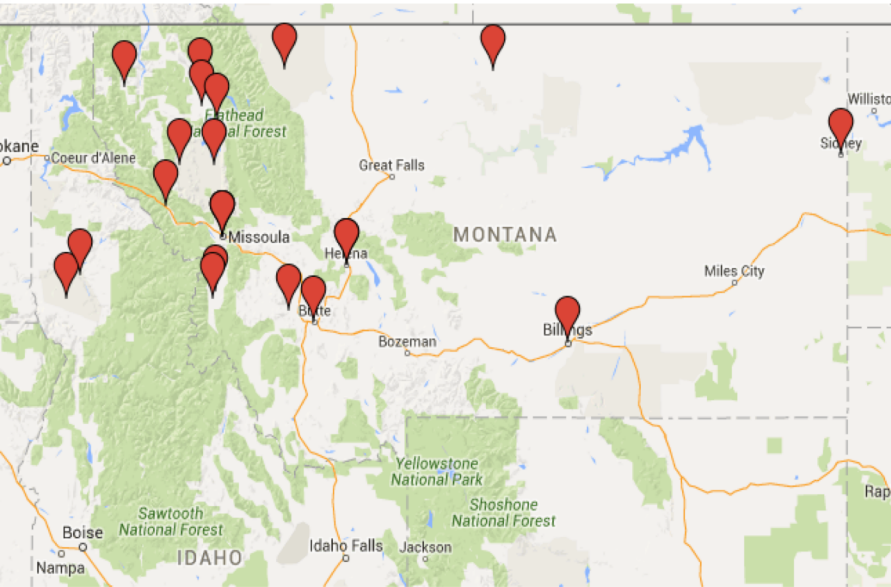 Willisto
Flathead
National Forest
Sidney
okane
Coeur d'Alene
Great Falls
Missoula
MONTANA
Helena
Miles City
Butte
Billings
Bozeman
Yellowstone
National Park
Shoshone
National Forest
Rap
Sawtooth
National Forest
Boise
IDAHO
Idaho Falls
Jackson
Nampa